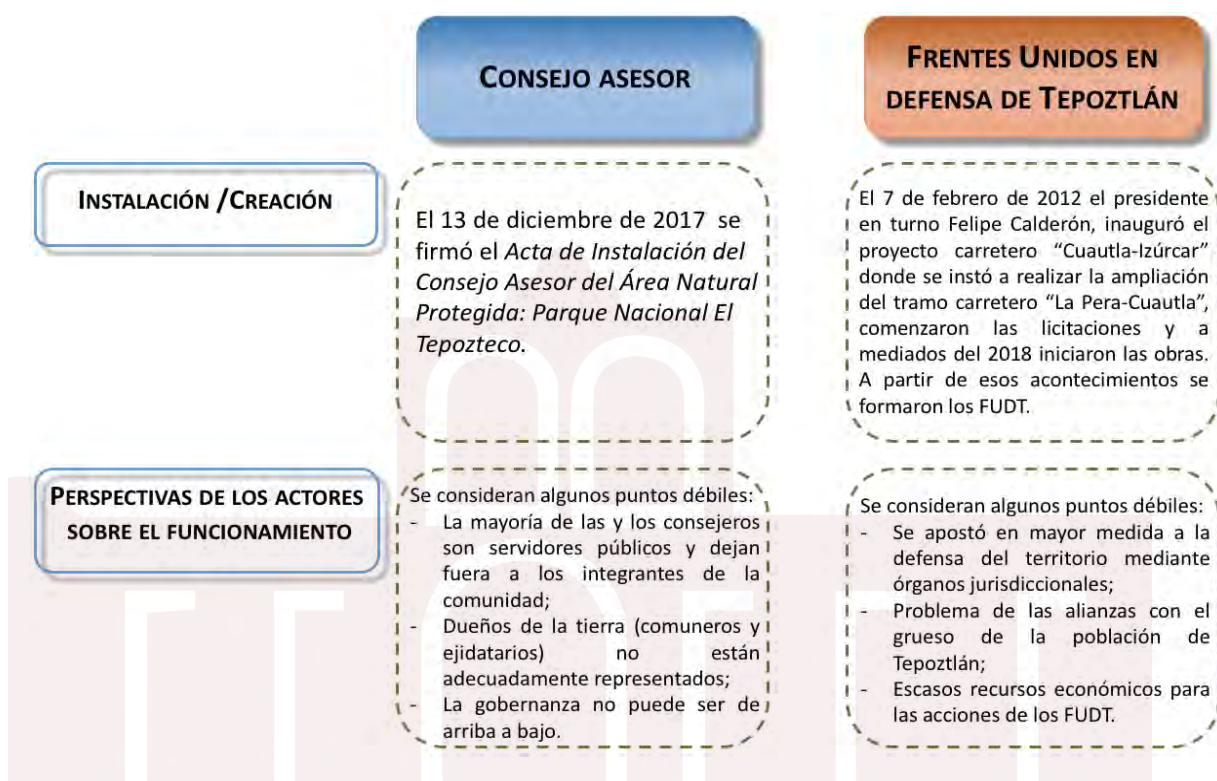 CONSEJO ASESOR
FRENTES UNIDOS EN
DEFENSA DE TEPOZTLÁN
INSTALACIÓN /CREACIÓN
El 13 de diciembre de 2017 se
firmó el Acta de Instalación del
Consejo Asesor del Área Natural
Protegida: Parque Nacional El
Tepozteco.
El 7 de febrero de 2012 el presidente
en turno Felipe Calderón, inauguró el
proyecto carretero “Cuautla-Izúrcar”
donde se instó a realizar la ampliación
del tramo carretero “La Pera-Cuautla”,
comenzaron las licitaciones y a
mediados del 2018 iniciaron las obras.
A partir de esos acontecimientos se
formaron los FUDT.
PERSPECTIVAS DE LOS ACTORES
SOBRE EL FUNCIONAMIENTO
Se consideran algunos puntos débiles:
- La mayoría de las y los consejeros
son servidores públicos y dejan
fuera a los integrantes de la
comunidad;
- Dueños de la tierra (comuneros y
ejidatarios) no están
adecuadamente representados;
- La gobernanza no puede ser de
arriba a bajo.
Se consideran algunos puntos débiles:
- Se apostó en mayor medida a la
defensa del territorio mediante
órganos jurisdiccionales;
- Problema de las alianzas con el
grueso de la población de
Tepoztlán;
- Escasos recursos económicos para
las acciones de los FUDT.